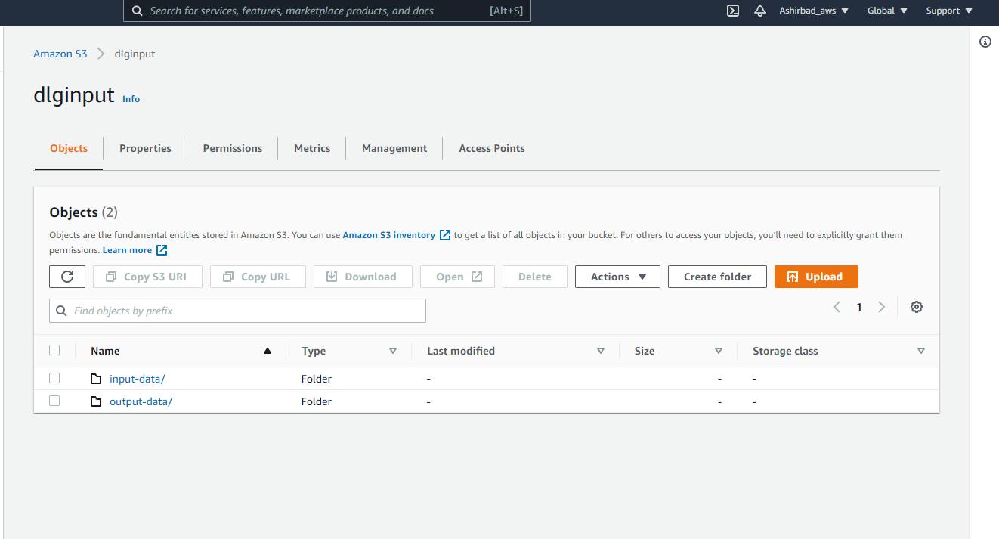 Search for services, features, marketplace products, and docs [Alt+S] Ashirbad_aws Global Support
Amazon S3 dlginput
dlginput Info
Objects Properties Permissions Metrics Management Access Points
Objects (2)
Objects are the fundamental entities stored in Amazon S3. You can use Amazon S3 inventory to get a list of all objects in your bucket. For others to access your objects, you'll need to explicitly grant them
permissions. Learn more
Copy S3 URI Copy URL Download Open Delete Actions Create folder Upload
Find objects by prefix 1
Name Type Last modified Size Storage class
input-data/ Folder - - -
output-data/ Folder - - -